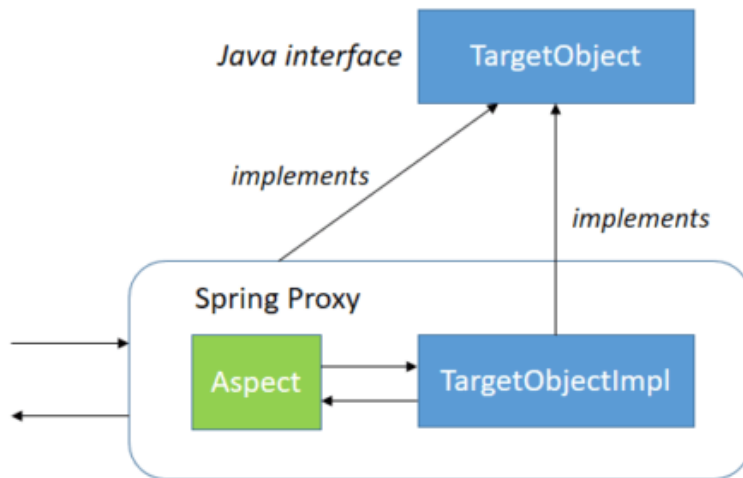 Java interface
TargetObject
implements
implements
Spring Proxy
Aspect
TargetObjectImpl